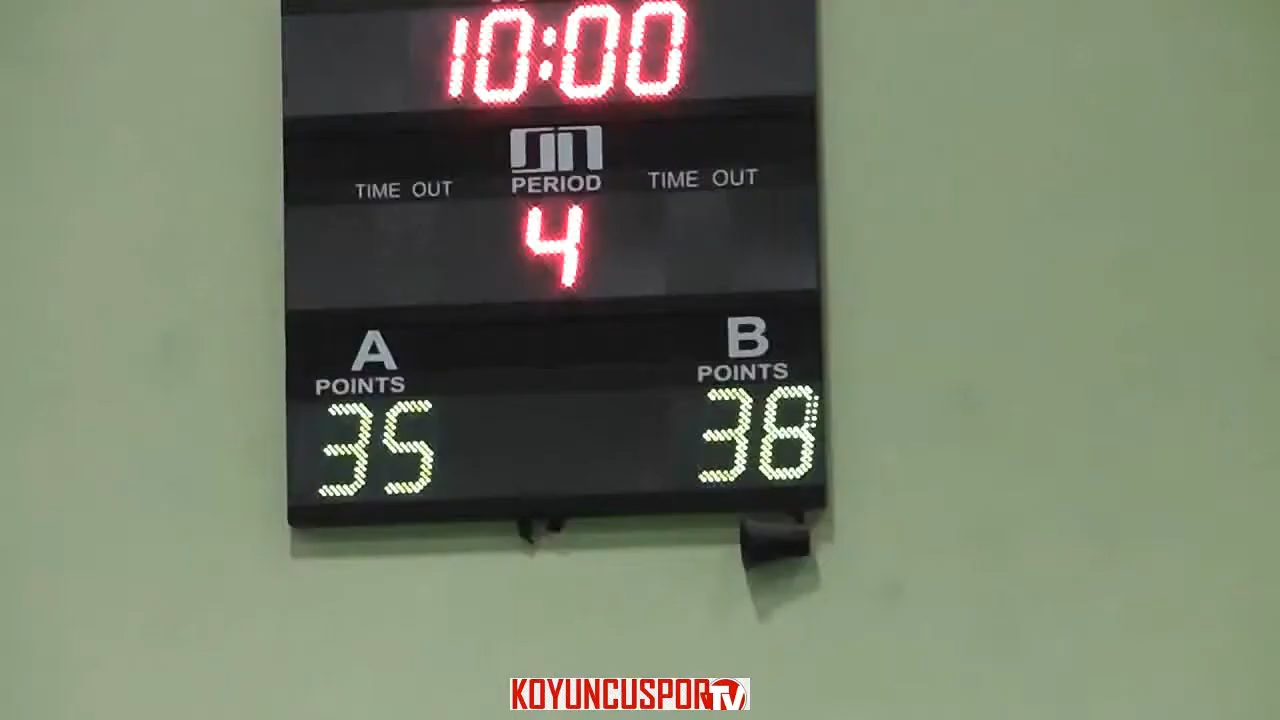 10:00
PERIOD
TIME OUT TIME OUT
4
A B
POINTS POINTS
35 38
KOYUNCUSPOR TV